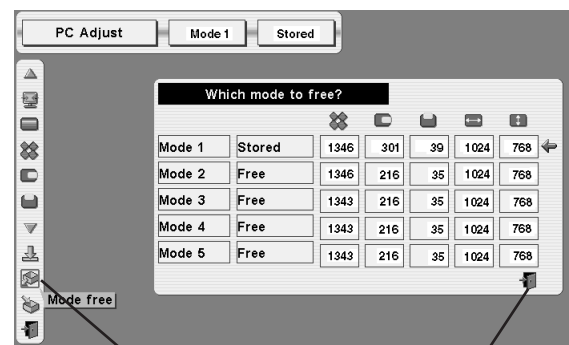 PC Adjust Mode 1 Stored
Which mode to free?
Mode 1 Stored 1346 301 39 1024 768
Mode 2 Free 1346 216 35 1024 768
Mode 3 Free 1343 216 35 1024 768
Mode 4 Free 1343 216 35 1024 768
Mode 5 Free 1343 216 35 1024 768
Mode free